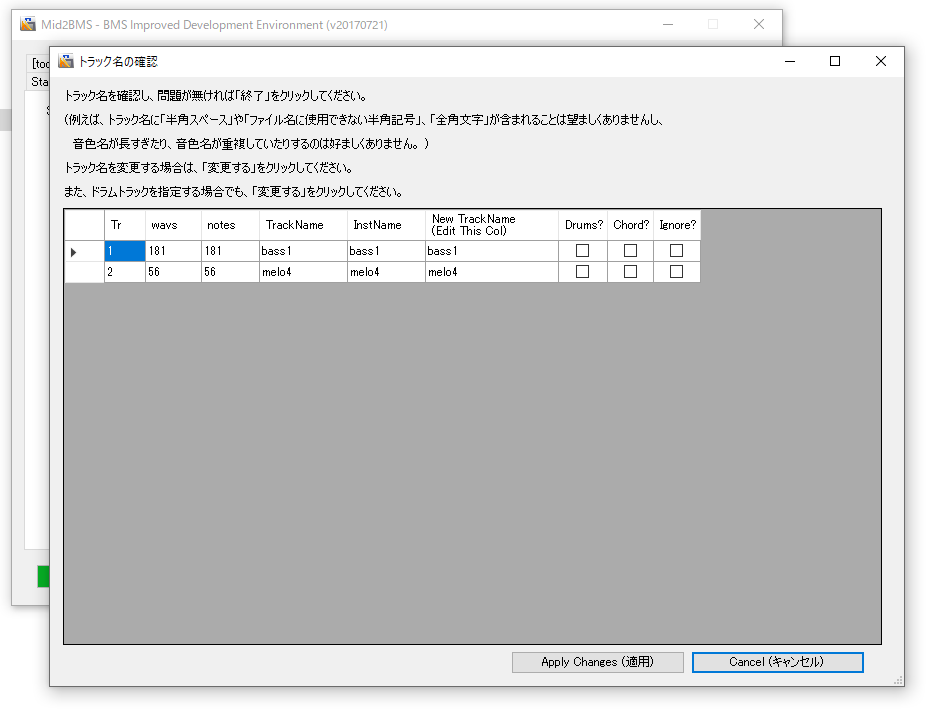 Mid2BMS - BMS Improved Development Environment (v20170721)
トラック名の確認
トラック名を確認し、問題が無ければ「終了」をクリックしてください。
(例えば、トラック名に「半角スペース」や「ファイル名に使用できない半角記号」、「全角文字」が含まれることは望ましくありませんし、
音色名が長すぎたり、音色名が重複していたりするのは好ましくありません。)
トラック名を変更する場合は、「変更する」をクリックしてください。
また、ドラムトラックを指定する場合でも、「変更する」をクリックしてください。
Tr wavs notes TrackName InstName New TrackName (Edit This Col) Drums? Chord? Ignore?
1 181 181 bass1 bass1 bass1
2 56 56 melo4 melo4 melo4
Apply Changes (適用) Cancel (キャンセル)